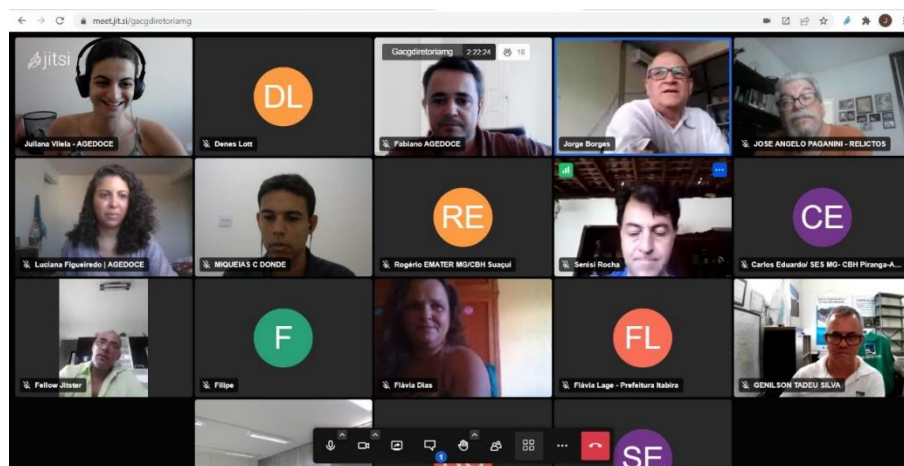 meet.jit.si/gacgdiretoriamg
jitsi
Gacgdiretoriamg 2:22:24 18
Juliana Vilela - AGEDOCE
DL
Denes Lott
Fabiano AGEDOCE
Jorge Borges
JOSE ANGELO PAGANINI - RELICTOS
Luciana Figueiredo | AGEDOCE
MIQUEIAS C DONDE
RE
Rogério EMATER MG/CBH Suaçuí
Senisi Rocha
CE
Carlos Eduardo/ SES MG- CBH Piranga-A...
Fellow Jitster
F
Filipe
Flávia Dias
FL
Flávia Lage - Prefeitura Itabira
GENILSON TADEU SILVA
1
SF